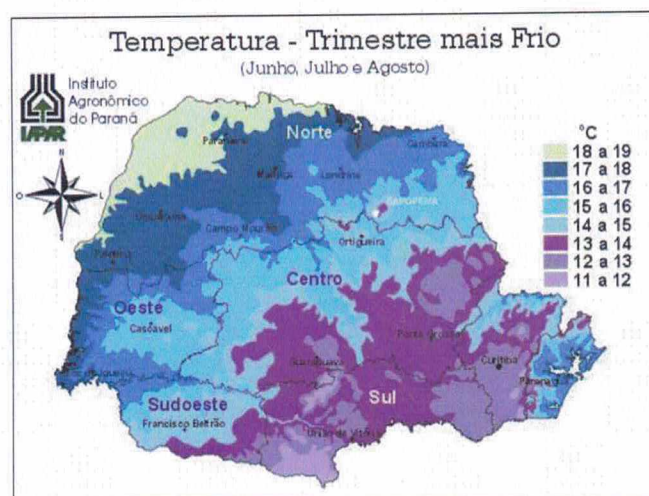 Temperatura - Trimestre mais Frio
(Junho, Julho e Agosto)
Instituto
Agronômico
do Paraná
IAPAR
N
O
L
S
°C
18 a 19
17 a 18
16 a 17
15 a 16
14 a 15
13 a 14
12 a 13
11 a 12
Norte
Paranavaí
Cambará
Maringá
Londrina
Umuarama
Campo Mourão
Ortigueira
Centro
Oeste
Cascavel
Ponta Grossa
Guarapuava
Curitiba
Paranaguá
Sudoeste
Sul
Francisco Beltrão
União da Vitória